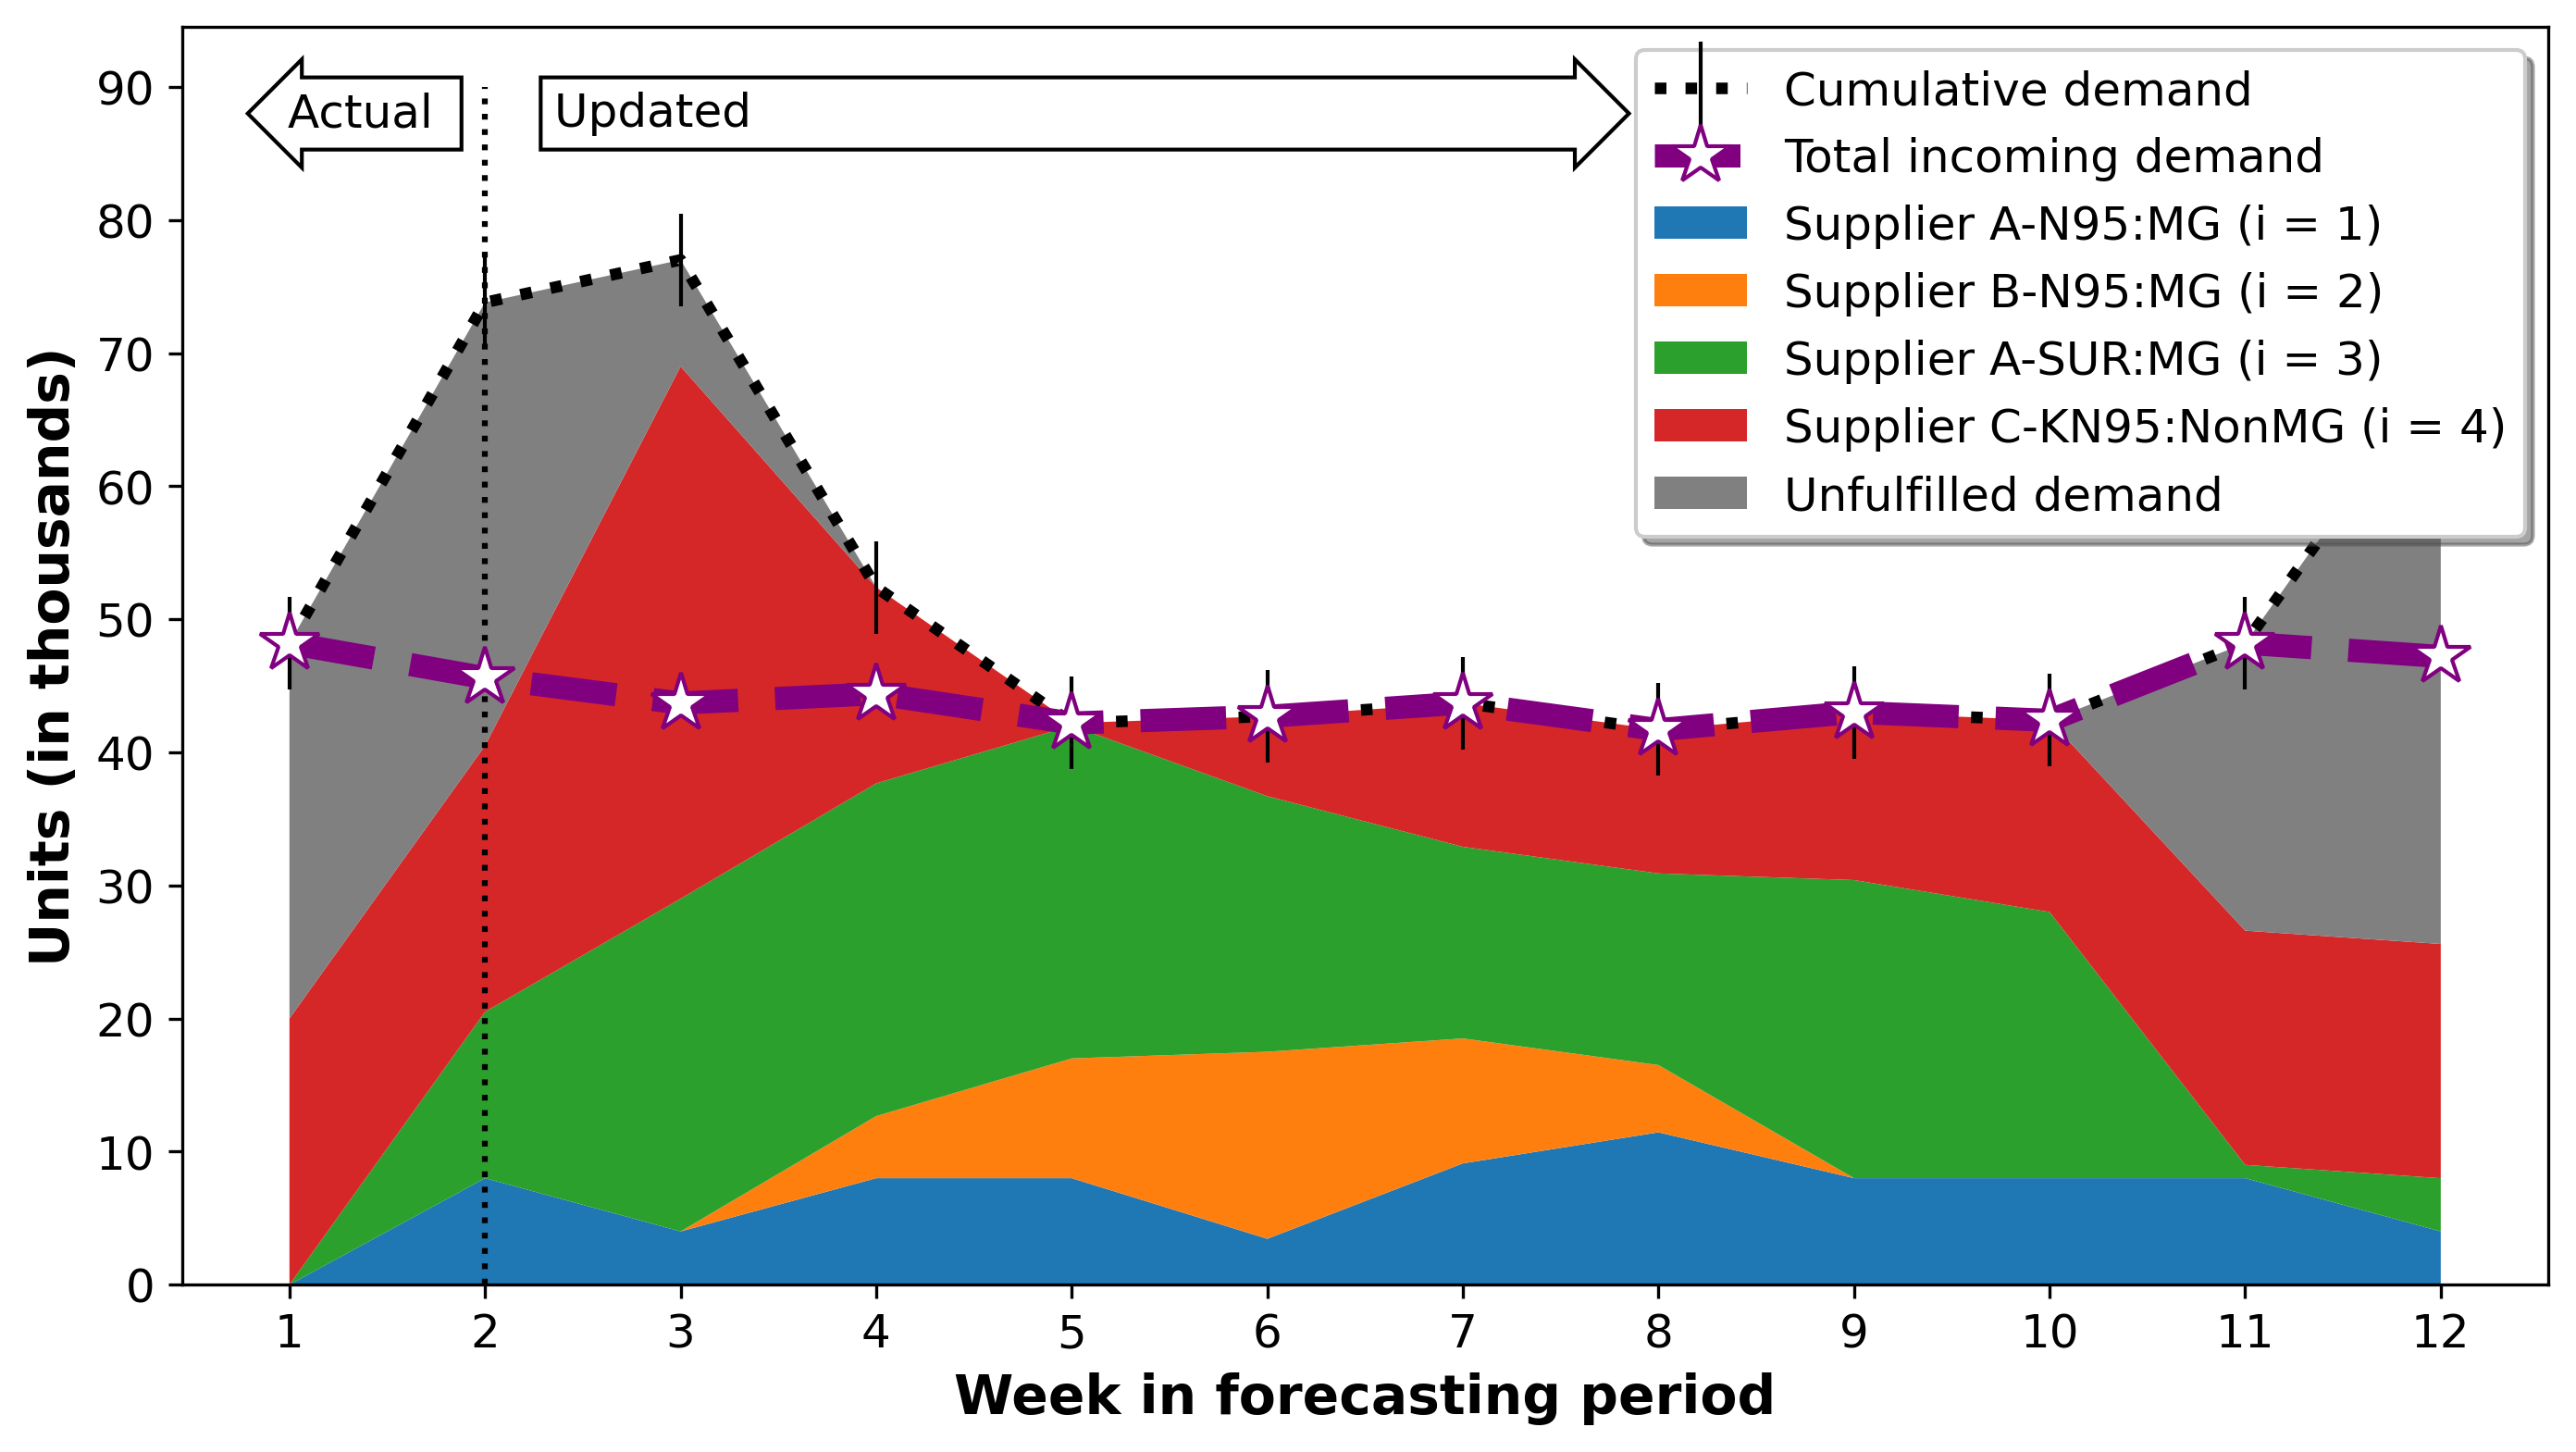 Actual
Updated
Cumulative demand
Total incoming demand
Supplier A-N95:MG (i = 1)
Supplier B-N95:MG (i = 2)
Supplier A-SUR:MG (i = 3)
Supplier C-KN95:NonMG (i = 4)
Unfulfilled demand
Units (in thousands)
90
80
70
60
50
40
30
20
10
0
1 2 3 4 5 6 7 8 9 10 11 12
Week in forecasting period